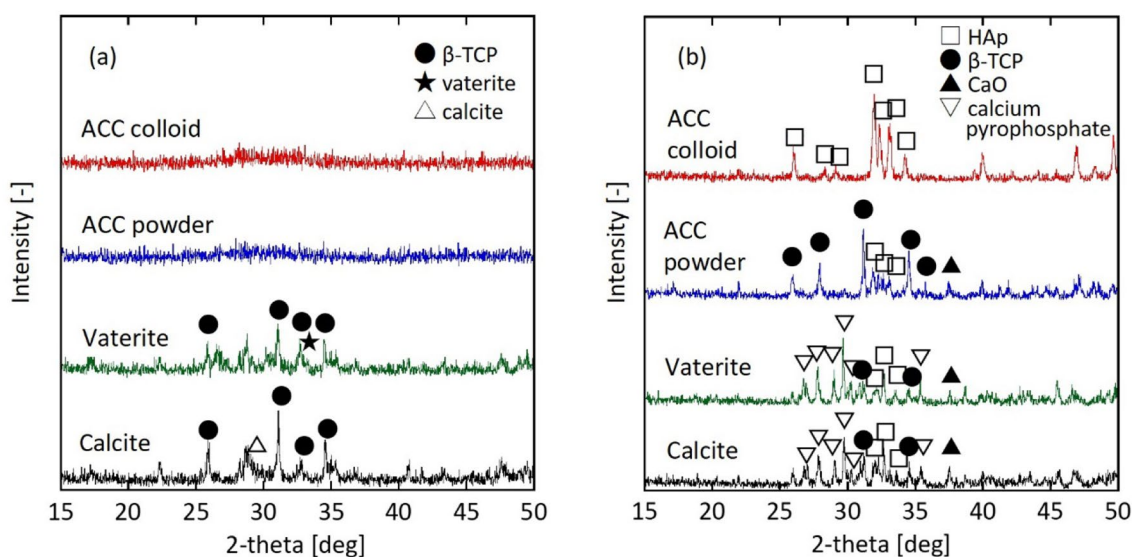 (a)
β-TCP
vaterite
calcite
ACC colloid
ACC powder
Vaterite
Calcite
Intensity [-]
15 20 25 30 35 40 45 50
2-theta [deg]
(b)
HAp
β-TCP
CaO
calcium
pyrophosphate
ACC
colloid
ACC
powder
Vaterite
Calcite
Intensity [-]
15 20 25 30 35 40 45 50
2-theta [deg]